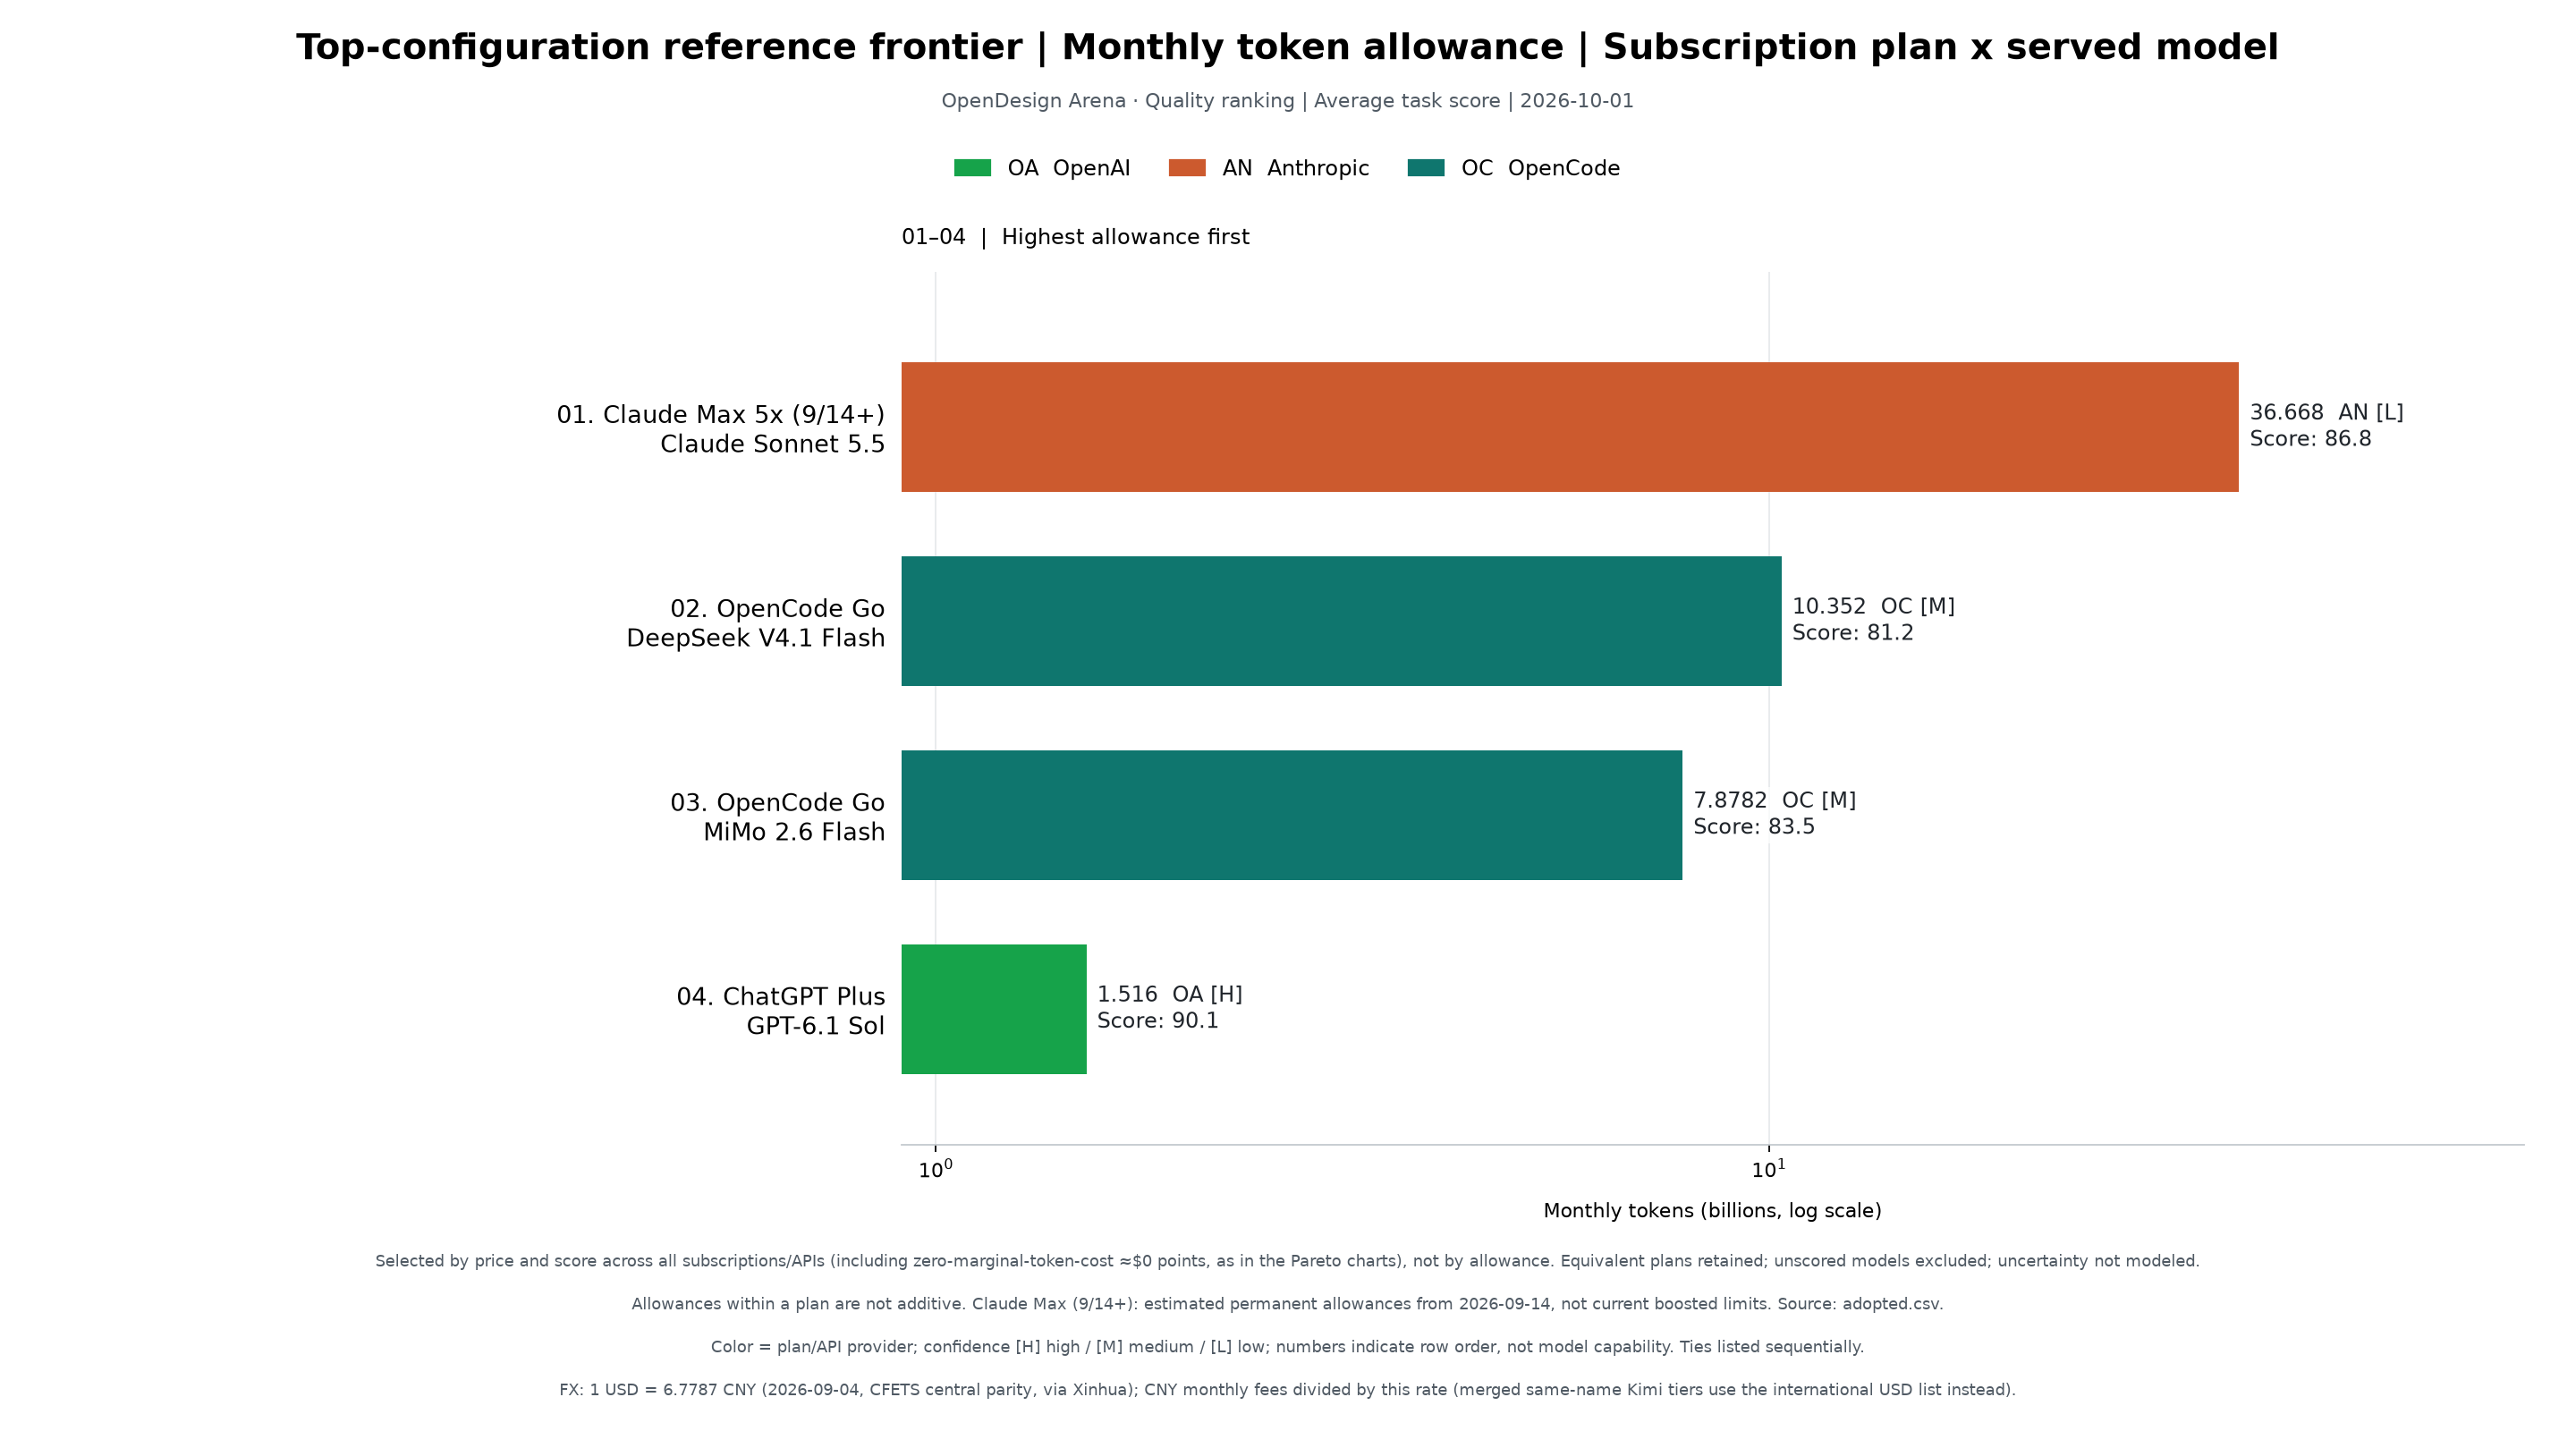 Top-configuration reference frontier | Monthly token allowance | Subscription plan x served model
OpenDesign Arena · Quality ranking | Average task score | 2026-10-01
OA OpenAI AN Anthropic OC OpenCode
01–04 | Highest allowance first
01. Claude Max 5x (9/14+)
Claude Sonnet 5.5
36.668 AN [L]
Score: 86.8
02. OpenCode Go
DeepSeek V4.1 Flash
10.352 OC [M]
Score: 81.2
03. OpenCode Go
MiMo 2.6 Flash
7.8782 OC [M]
Score: 83.5
04. ChatGPT Plus
GPT-6.1 Sol
1.516 OA [H]
Score: 90.1
10⁰ 10¹
Monthly tokens (billions, log scale)
Selected by price and score across all subscriptions/APIs (including zero-marginal-token-cost ≈$0 points, as in the Pareto charts), not by allowance. Equivalent plans retained; unscored models excluded; uncertainty not modeled.
Allowances within a plan are not additive. Claude Max (9/14+): estimated permanent allowances from 2026-09-14, not current boosted limits. Source: adopted.csv.
Color = plan/API provider; confidence [H] high / [M] medium / [L] low; numbers indicate row order, not model capability. Ties listed sequentially.
FX: 1 USD = 6.7787 CNY (2026-09-04, CFETS central parity, via Xinhua); CNY monthly fees divided by this rate (merged same-name Kimi tiers use the international USD list instead).